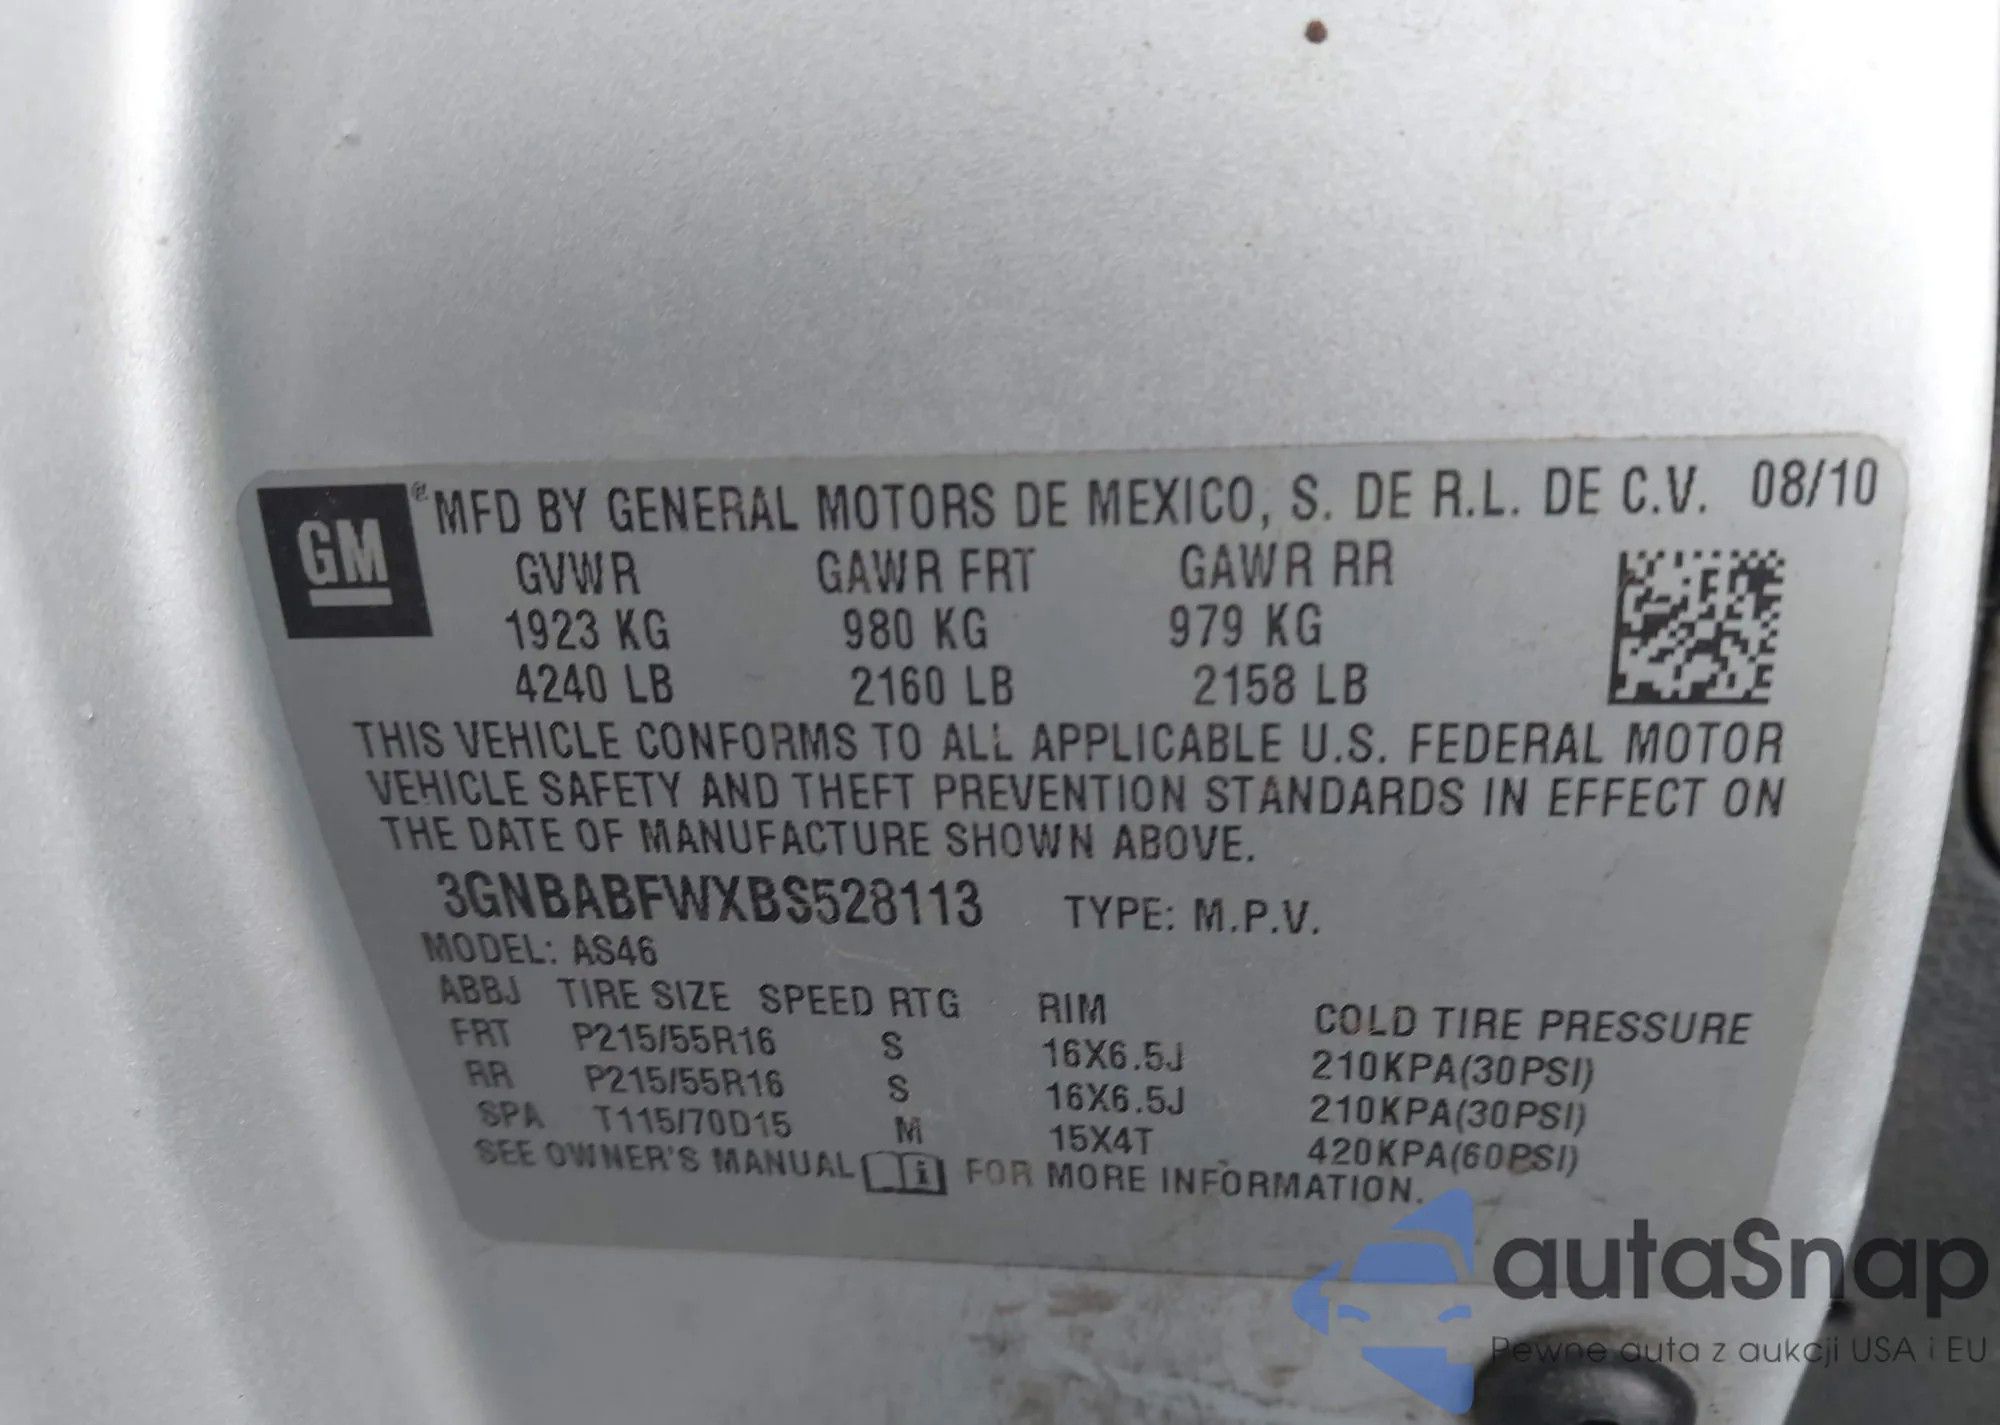 GM ®MFD BY GENERAL MOTORS DE MEXICO, S. DE R.L. DE C.V. 08/10
GVWR GAWR FRT GAWR RR
1923 KG 980 KG 979 KG
4240 LB 2160 LB 2158 LB
THIS VEHICLE CONFORMS TO ALL APPLICABLE U.S. FEDERAL MOTOR
VEHICLE SAFETY AND THEFT PREVENTION STANDARDS IN EFFECT ON
THE DATE OF MANUFACTURE SHOWN ABOVE.
3GNBABFWXBS528113 TYPE: M.P.V.
MODEL: AS46
ABBJ TIRE SIZE SPEED RTG RIM COLD TIRE PRESSURE
FRT P215/55R16 S 16X6.5J 210KPA(30PSI)
RR P215/55R16 S 16X6.5J 210KPA(30PSI)
SPA T115/70D15 M 15X4T 420KPA(60PSI)
SEE OWNER'S MANUAL i FOR MORE INFORMATION.
autaSnap
Pewne auta z aukcji USA i EU